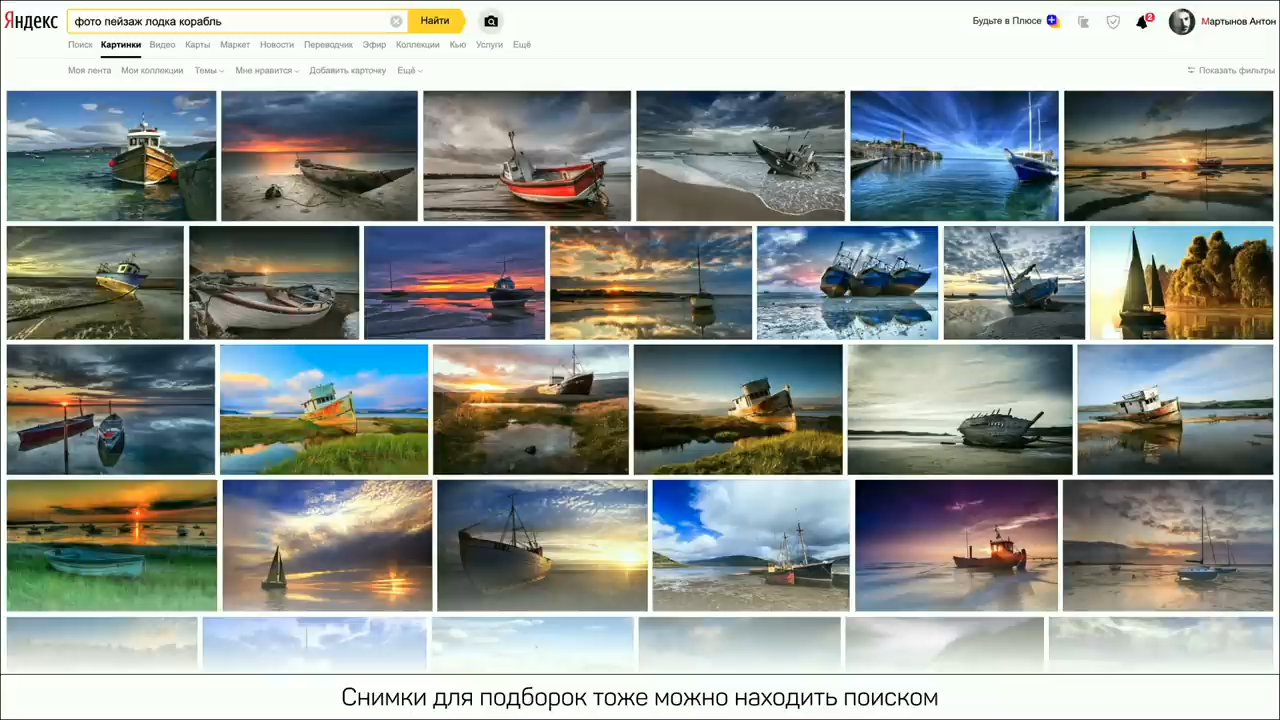 Яндекс фото пейзаж лодка корабль Найти Будьте в Плюсе 2 Мартынов Антон
Поиск Картинки Видео Карты Маркет Новости Переводчик Эфир Коллекции Кью Услуги Ещё
Моя лента Мои коллекции Темы Мне нравится Добавить карточку Ещё Показать фильтры
Снимки для подборок тоже можно находить поиском